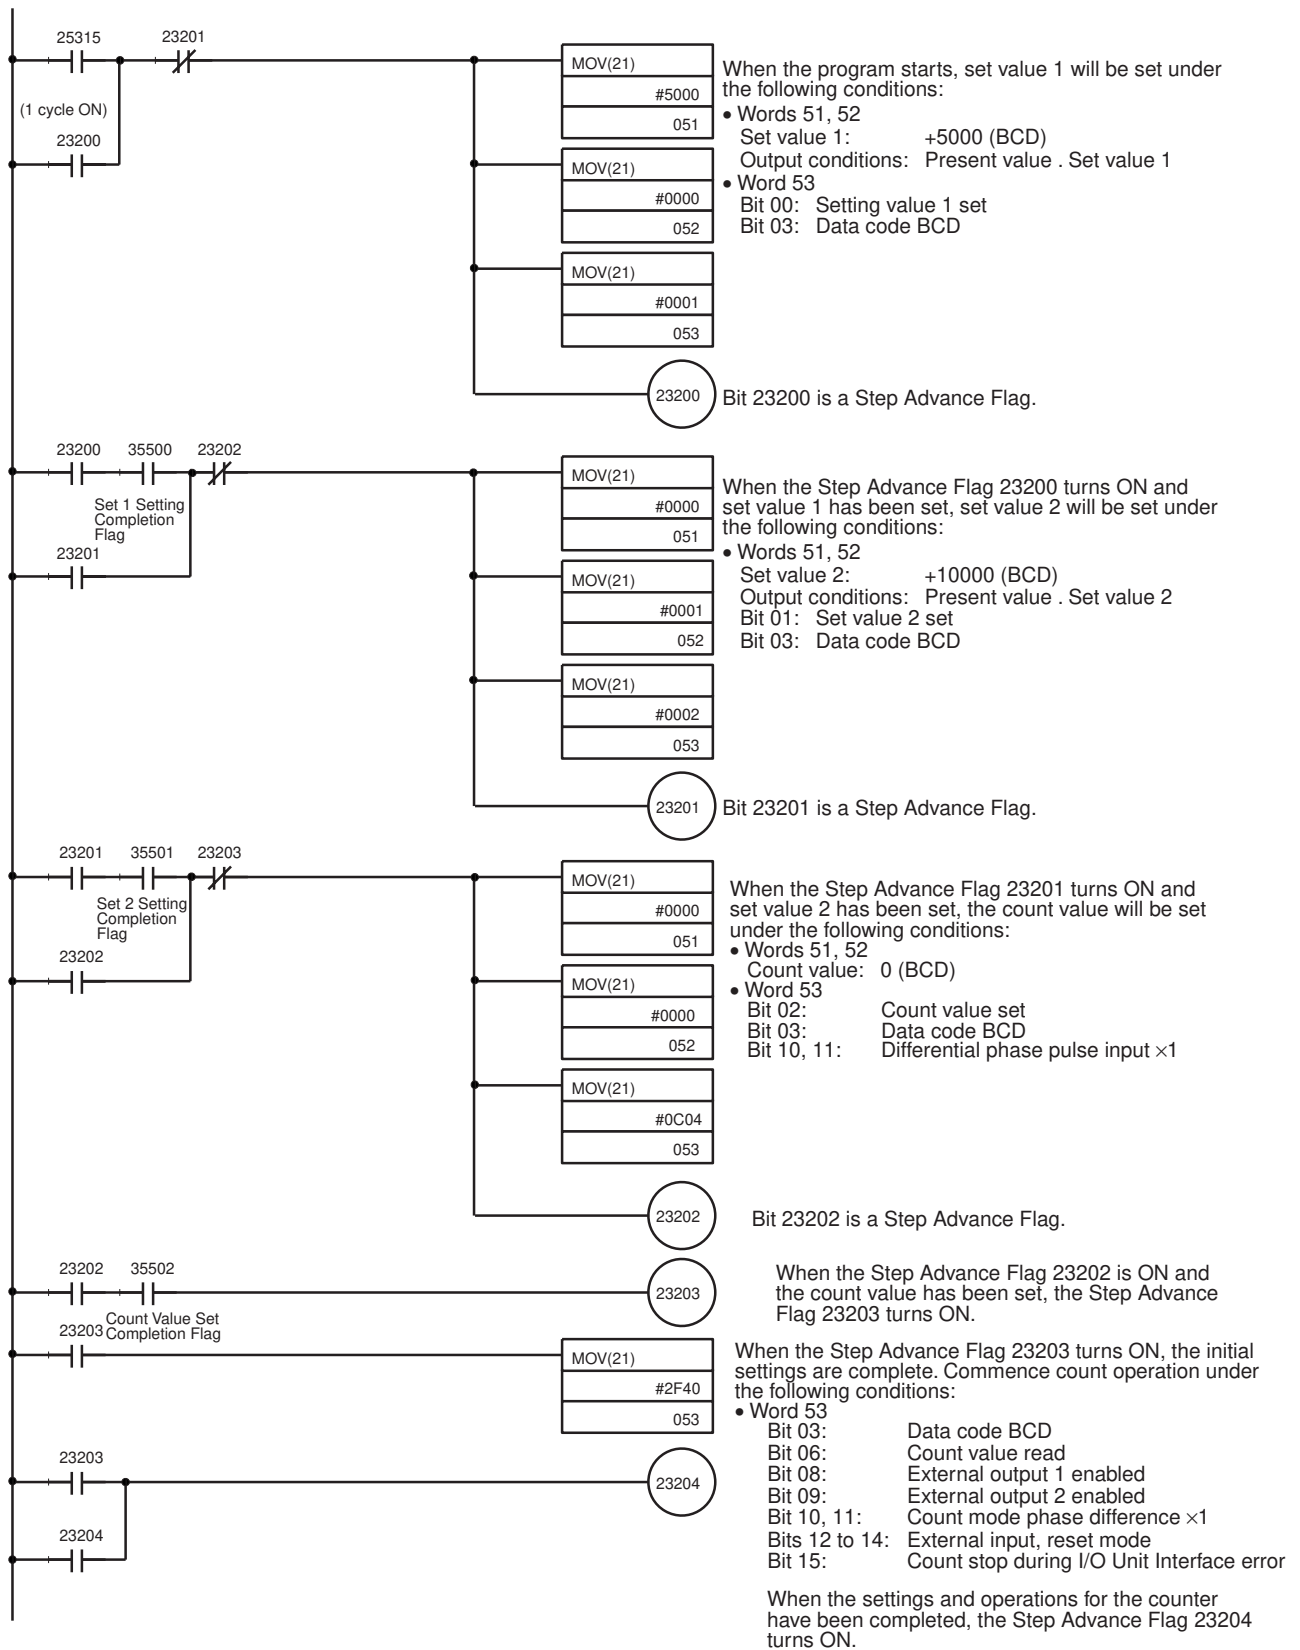 25315 23201
(1 cycle ON)
23200
MOV(21)
#5000
051
MOV(21)
#0000
052
MOV(21)
#0001
053
23200
When the program starts, set value 1 will be set under
the following conditions:
• Words 51, 52
Set value 1: +5000 (BCD)
Output conditions: Present value . Set value 1
• Word 53
Bit 00: Setting value 1 set
Bit 03: Data code BCD
Bit 23200 is a Step Advance Flag.
23200 35500 23202
Set 1 Setting
Completion
Flag
23201
MOV(21)
#0000
051
MOV(21)
#0001
052
MOV(21)
#0002
053
23201
When the Step Advance Flag 23200 turns ON and
set value 1 has been set, set value 2 will be set under
the following conditions:
• Words 51, 52
Set value 2: +10000 (BCD)
Output conditions: Present value . Set value 2
Bit 01: Set value 2 set
Bit 03: Data code BCD
Bit 23201 is a Step Advance Flag.
23201 35501 23203
Set 2 Setting
Completion
Flag
23202
MOV(21)
#0000
051
MOV(21)
#0000
052
MOV(21)
#0C04
053
23202
When the Step Advance Flag 23201 turns ON and
set value 2 has been set, the count value will be set
under the following conditions:
• Words 51, 52
Count value: 0 (BCD)
• Word 53
Bit 02: Count value set
Bit 03: Data code BCD
Bit 10, 11: Differential phase pulse input ×1
Bit 23202 is a Step Advance Flag.
23202 35502
Count Value Set
Completion Flag
23203
When the Step Advance Flag 23202 is ON and
the count value has been set, the Step Advance
Flag 23203 turns ON.
23203
MOV(21)
#2F40
053
When the Step Advance Flag 23203 turns ON, the initial
settings are complete. Commence count operation under
the following conditions:
• Word 53
Bit 03: Data code BCD
Bit 06: Count value read
Bit 08: External output 1 enabled
Bit 09: External output 2 enabled
Bit 10, 11: Count mode phase difference ×1
Bits 12 to 14: External input, reset mode
Bit 15: Count stop during I/O Unit Interface error
23203
23204
23204
When the settings and operations for the counter
have been completed, the Step Advance Flag 23204
turns ON.